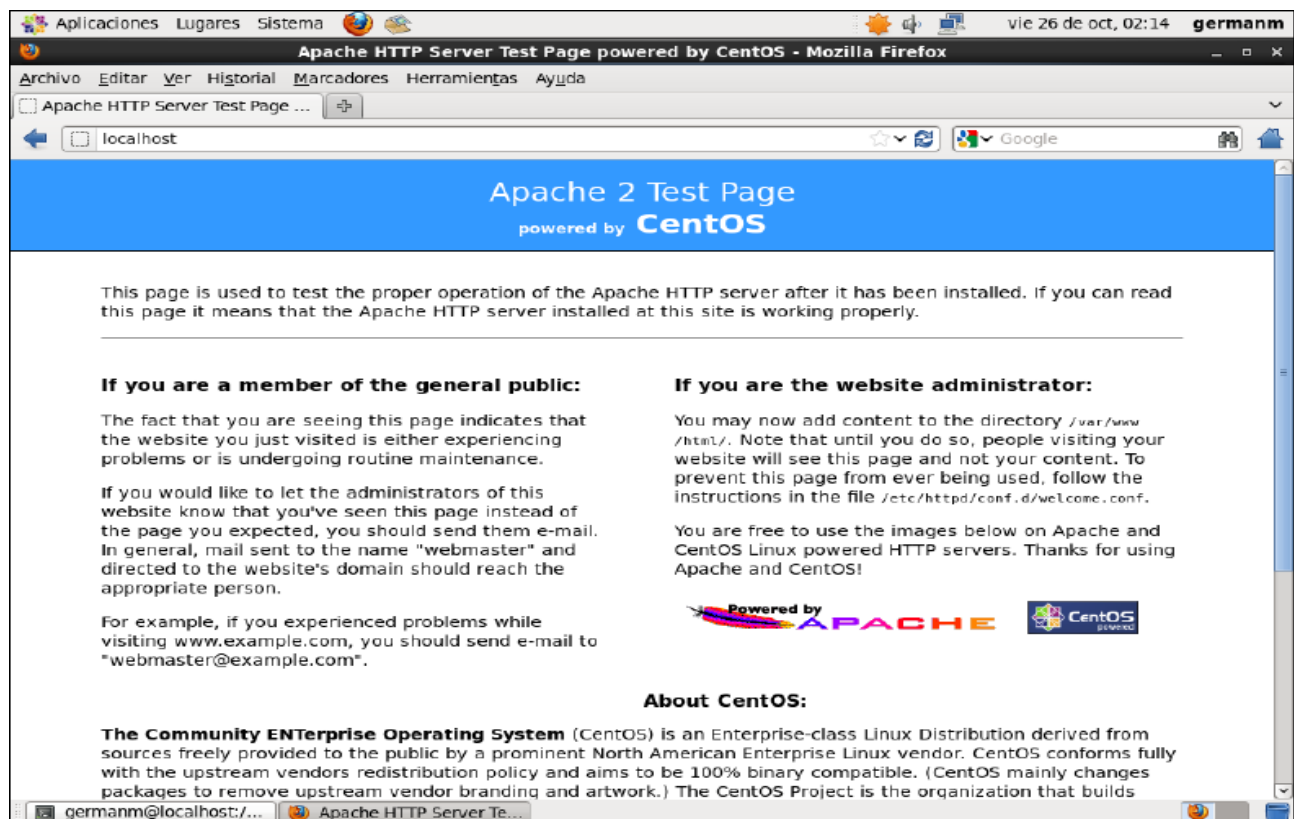 Aplicaciones Lugares Sistema vie 26 de oct, 02:14 germanm
Apache HTTP Server Test Page powered by CentOS - Mozilla Firefox
Archivo Editar Ver Historial Marcadores Herramientas Ayuda
Apache HTTP Server Test Page ...
localhost Google
Apache 2 Test Page
powered by CentOS
This page is used to test the proper operation of the Apache HTTP server after it has been installed. If you can read
this page it means that the Apache HTTP server installed at this site is working properly.
If you are a member of the general public:
The fact that you are seeing this page indicates that
the website you just visited is either experiencing
problems or is undergoing routine maintenance.
If you would like to let the administrators of this
website know that you've seen this page instead of
the page you expected, you should send them e-mail.
In general, mail sent to the name "webmaster" and
directed to the website's domain should reach the
appropriate person.
For example, if you experienced problems while
visiting www.example.com, you should send e-mail to
"webmaster@example.com".
If you are the website administrator:
You may now add content to the directory /var/www
/html/. Note that until you do so, people visiting your
website will see this page and not your content. To
prevent this page from ever being used, follow the
instructions in the file /etc/httpd/conf.d/welcome.conf.
You are free to use the images below on Apache and
CentOS Linux powered HTTP servers. Thanks for using
Apache and CentOS!
Powered by
APACHE
CentOS
powered
About CentOS:
The Community ENTerprise Operating System (CentOS) is an Enterprise-class Linux Distribution derived from
sources freely provided to the public by a prominent North American Enterprise Linux vendor. CentOS conforms fully
with the upstream vendors redistribution policy and aims to be 100% binary compatible. (CentOS mainly changes
packages to remove upstream vendor branding and artwork.) The CentOS Project is the organization that builds
germanm@localhost:/... Apache HTTP Server Te...